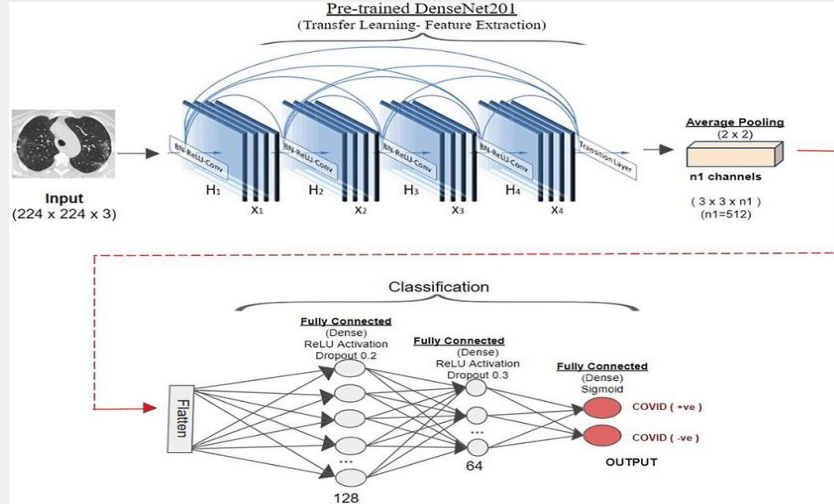 Pre-trained DenseNet201
(Transfer Learning- Feature Extraction)
BN-ReLU-Conv
BN-ReLU-Conv
BN-ReLU-Conv
BN-ReLU-Conv
Transition Layer
H1
H2
H3
H4
X1
X2
X3
X4
Input
(224 x 224 x 3)
Average Pooling
(2 x 2)
n1 channels
( 3 x 3 x n1 )
(n1=512)
Classification
Fully Connected
(Dense)
ReLU Activation
Dropout 0.2
Fully Connected
(Dense)
ReLU Activation
Dropout 0.3
Fully Connected
(Dense)
Sigmoid
Flatten
...
128
...
64
COVID ( +ve )
COVID ( -ve )
OUTPUT